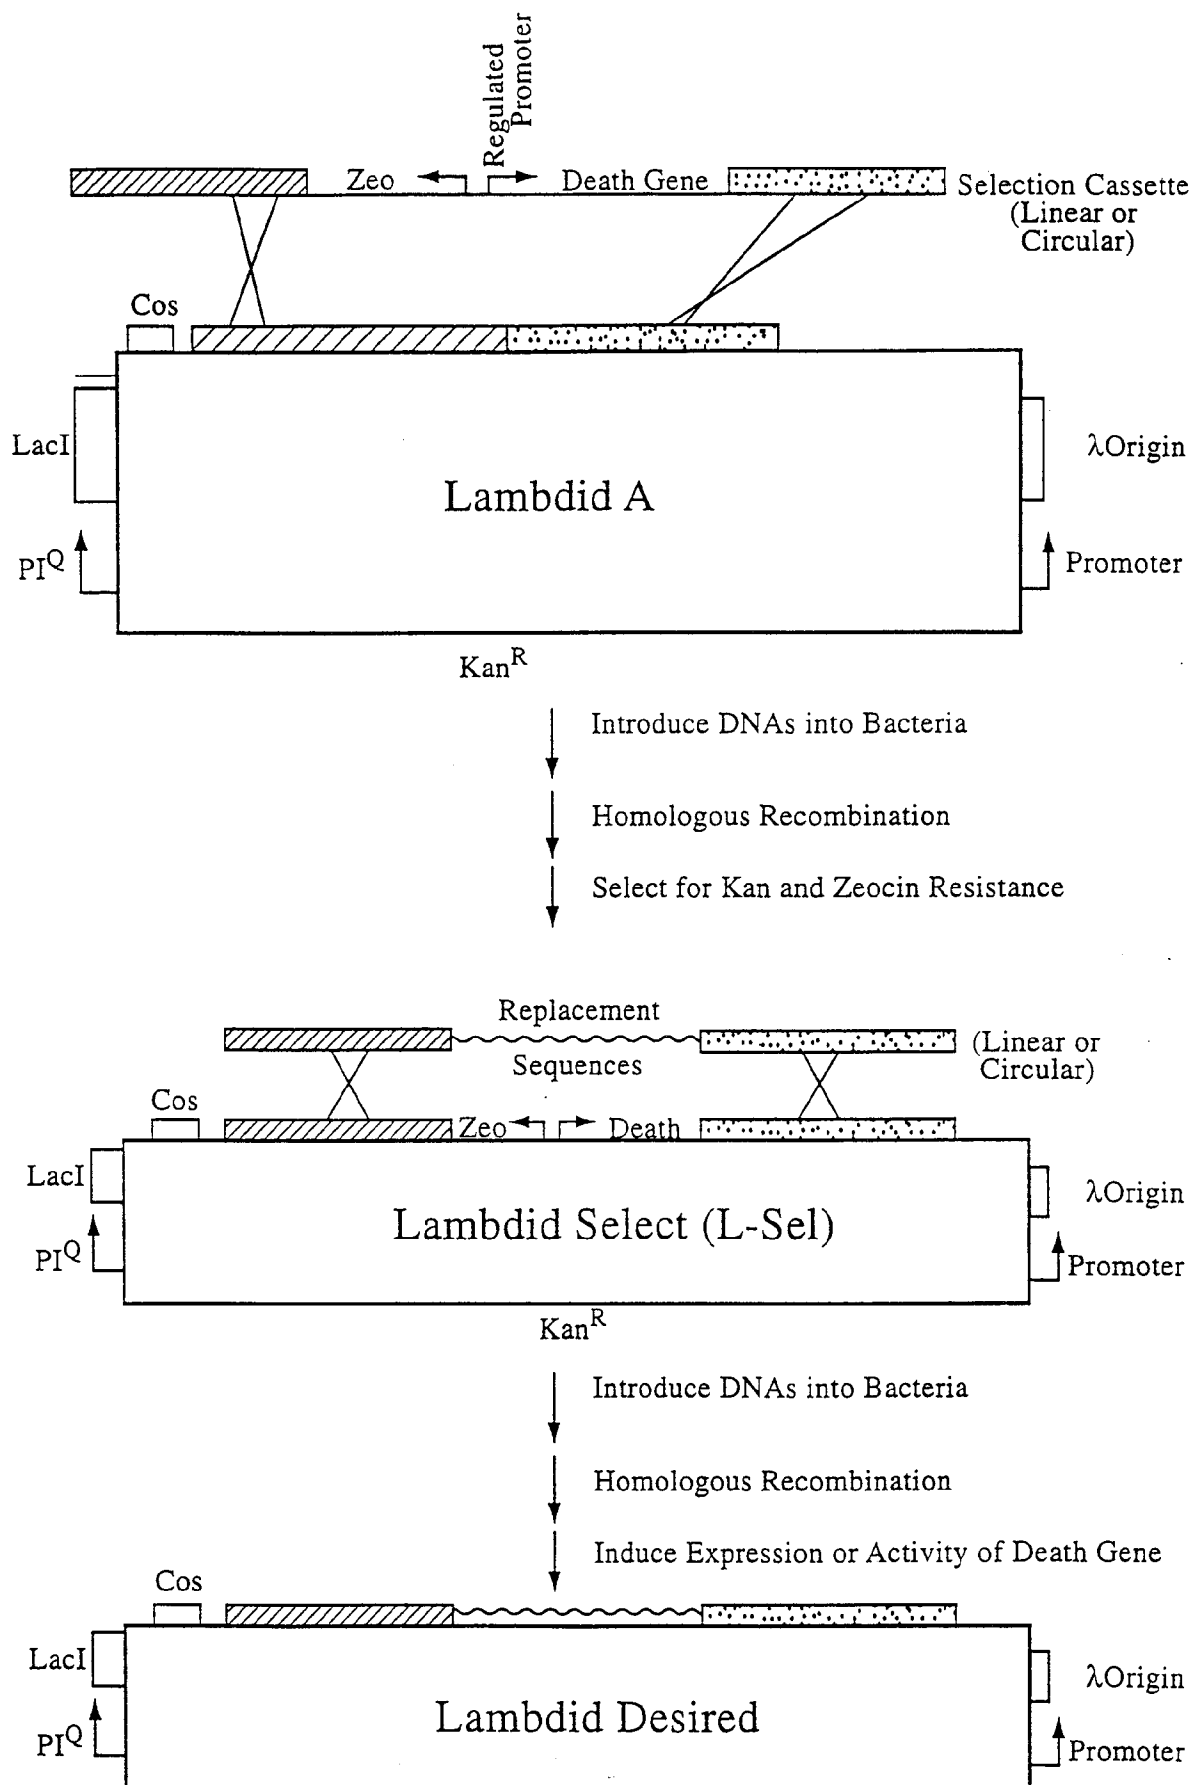 Regulated
Promoter
Zeo
Death Gene
Selection Cassette
(Linear or
Circular)
Cos
LacI
λOrigin
Lambdid A
PI^Q
Promoter
Kan^R
Introduce DNAs into Bacteria
Homologous Recombination
Select for Kan and Zeocin Resistance
Replacement
Sequences
(Linear or
Circular)
Cos
Zeo
Death
LacI
λOrigin
Lambdid Select (L-Sel)
PI^Q
Promoter
Kan^R
Introduce DNAs into Bacteria
Homologous Recombination
Induce Expression or Activity of Death Gene
Cos
LacI
λOrigin
Lambdid Desired
PI^Q
Promoter